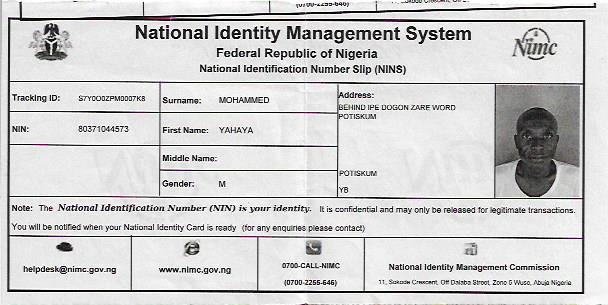 (0700-2255-646)
National Identity Management System
Federal Republic of Nigeria
National Identification Number Slip (NINS)
Nimc
Tracking ID: S7Y0O0ZPM0007K8
Surname: MOHAMMED
Address:
BEHIND IPE DOGON ZARE WORD
POTISKUM
NIN: 80371044573
First Name: YAHAYA
Middle Name:
POTISKUM
Gender: M
YB
Note: The National Identification Number (NIN) is your identity. It is confidential and may only be released for legitimate transactions.
You will be notified when your National Identity Card is ready (for any enquiries please contact)
helpdesk@nimc.gov.ng
www.nimc.gov.ng
0700-CALL-NIMC
(0700-2255-646)
National Identity Management Commission
11, Sokode Crescent, Off Dalaba Street, Zone 5 Wuse, Abuja Nigeria